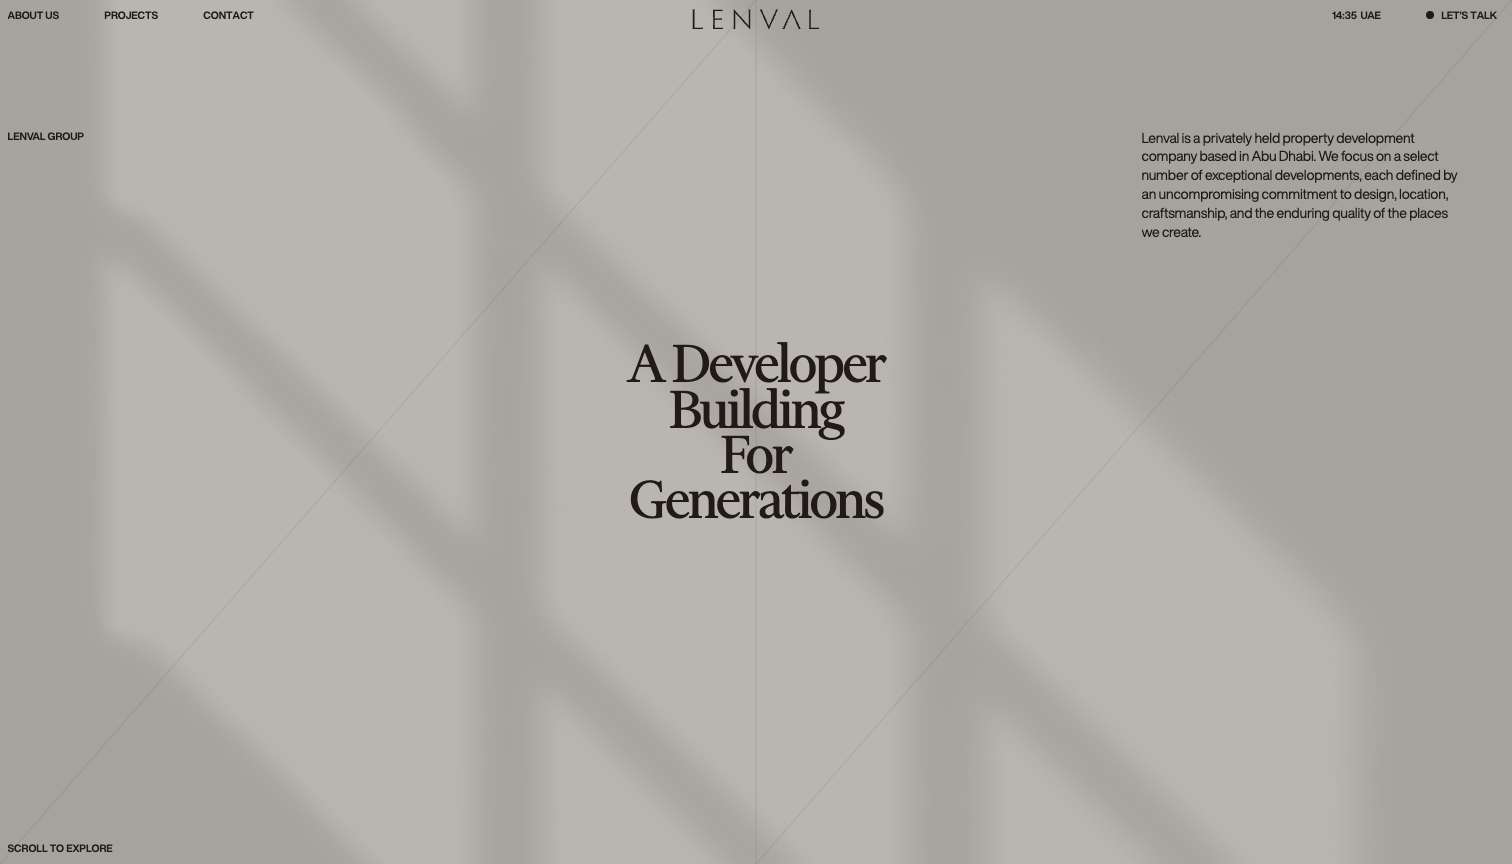 ABOUT US
PROJECTS
CONTACT
LENVAL
14:35 UAE
LET'S TALK
LENVAL GROUP
Lenval is a privately held property development
company based in Abu Dhabi. We focus on a select
number of exceptional developments, each defined by
an uncompromising commitment to design, location,
craftsmanship, and the enduring quality of the places
we create.
A Developer
Building
For
Generations
SCROLL TO EXPLORE